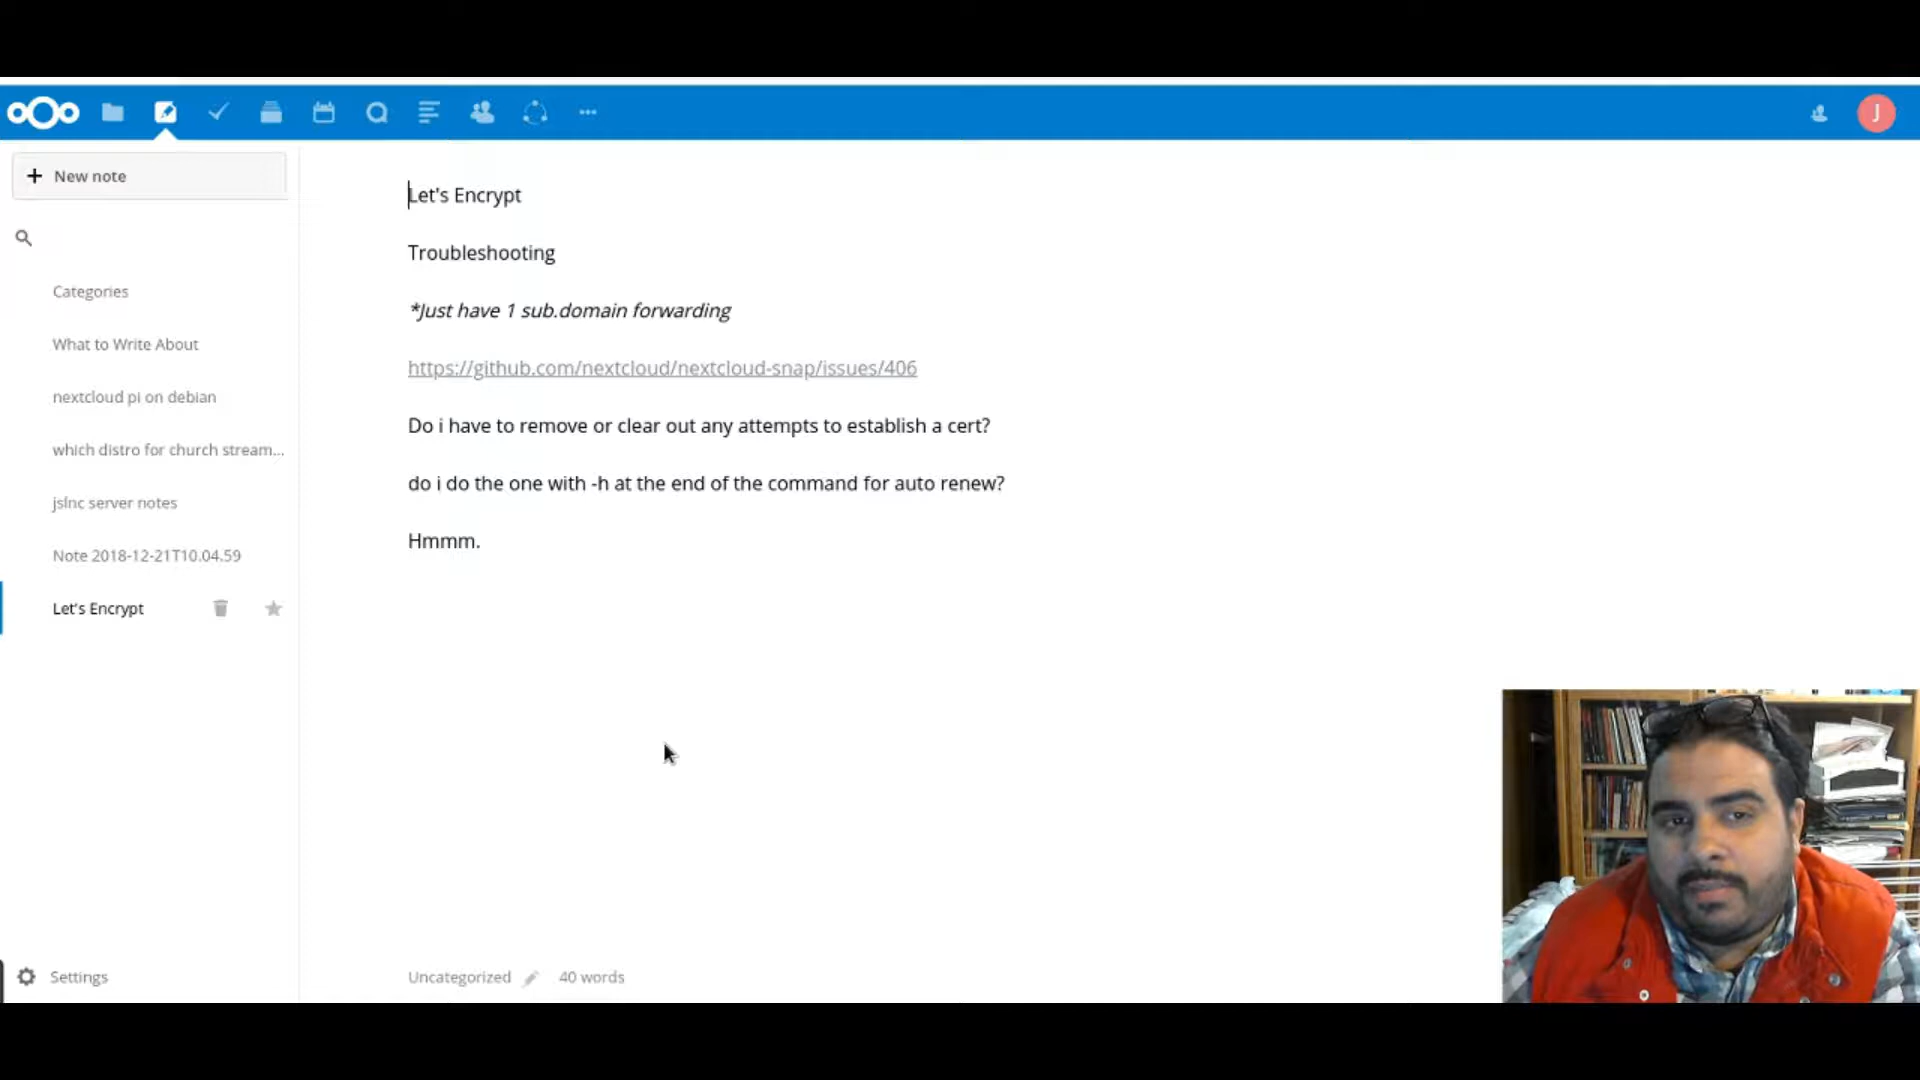 J
New note
Categories
What to Write About
nextcloud pi on debian
which distro for church stream...
jslnc server notes
Note 2018-12-21T10.04.59
Let's Encrypt
Settings
Let's Encrypt
Troubleshooting
*Just have 1 sub.domain forwarding
https://github.com/nextcloud/nextcloud-snap/issues/406
Do i have to remove or clear out any attempts to establish a cert?
do i do the one with -h at the end of the command for auto renew?
Hmmm.
Uncategorized 40 words